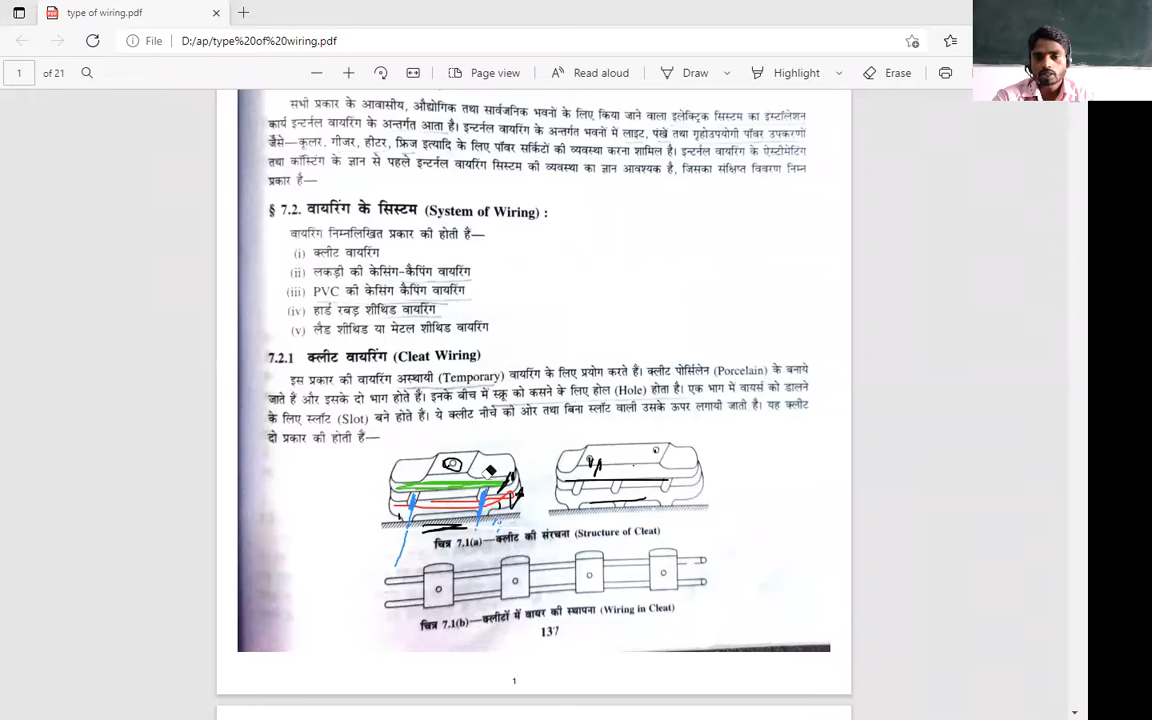 type of wiring.pdf
File
D:/ap/type%20of%20wiring.pdf
1
of 21
Page view
Read aloud
Draw
Highlight
Erase
सभी प्रकार के आवासीय, औद्योगिक तथा सार्वजनिक भवनों के लिए किया जाने वाला इलेक्ट्रिक सिस्टम का इंस्टॉलेशन
कार्य इन्टर्नल वायरिंग के अन्तर्गत आता है। इन्टर्नल वायरिंग के अन्तर्गत भवनों में लाइट, पंखे तथा गृहोउपयोगी पॉवर उपकरणों
जैसे—कूलर, गीजर, होटर, फ्रिज इत्यादि के लिए पॉवर सर्किटों की व्यवस्था करना शामिल है। इन्टर्नल वायरिंग के ऐस्टीमेटिंग
तथा कॉस्टिंग के ज्ञान से पहले इन्टर्नल वायरिंग सिस्टम की व्यवस्था का ज्ञान आवश्यक है, जिसका संक्षिप्त विवरण निम्न
प्रकार है—
§ 7.2. वायरिंग के सिस्टम (System of Wiring) :
वायरिंग निम्नलिखित प्रकार की होती हैं—
(i) क्लीट वायरिंग
(ii) लकड़ी की केसिंग-कैपिंग वायरिंग
(iii) PVC की केसिंग कैपिंग वायरिंग
(iv) हार्ड रबड़ शीथिड वायरिंग
(v) लैड शीथिड या मेटल शीथिड वायरिंग
7.2.1 क्लीट वायरिंग (Cleat Wiring)
इस प्रकार की वायरिंग अस्थायी (Temporary) वायरिंग के लिए प्रयोग करते हैं। क्लीट पोर्सिलेन (Porcelain) के बनाये
जाते हैं और इसके दो भाग होते हैं। इनके बीच में स्क्रू को कसने के लिए होल (Hole) होता है। एक भाग में वायर्स को डालने
के लिए स्लॉट (Slot) बने होते है। ये क्लीट नीचे की ओर तथा बिना स्लॉट वाली उसके ऊपर लगायी जाती है। यह क्लीट
दो प्रकार की होती हैं—
चित्र 7.1(a)—क्लीट की संरचना (Structure of Cleat)
चित्र 7.1(b)—क्लीटों में वायर की स्थापना (Wiring in Cleat)
137
1